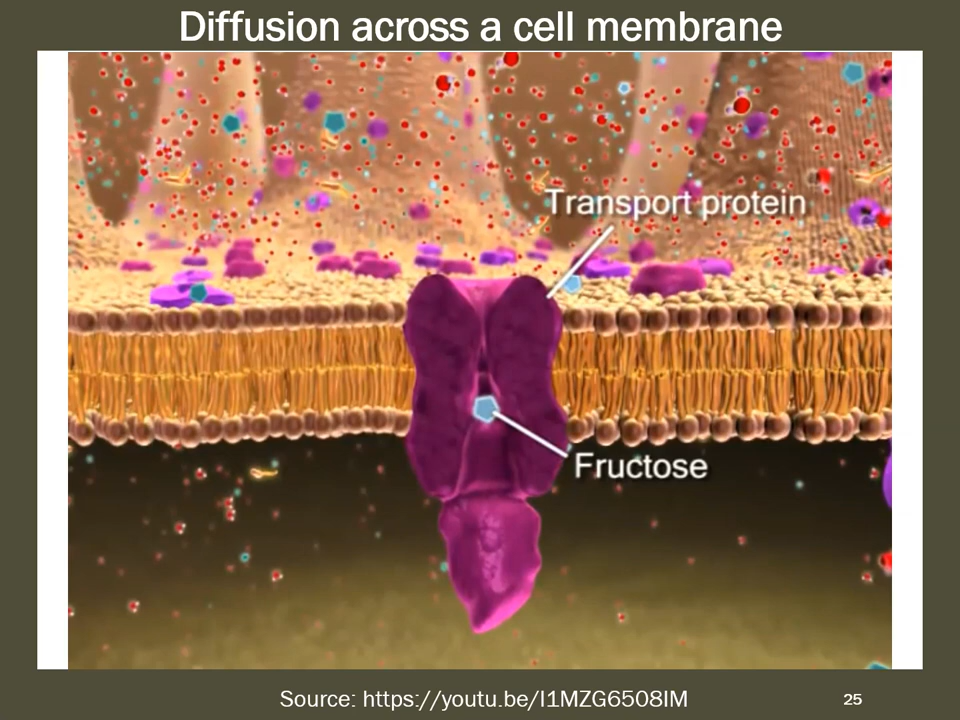 Diffusion across a cell membrane
Transport protein
Fructose
Source: https://youtu.be/I1MZG6508IM
25